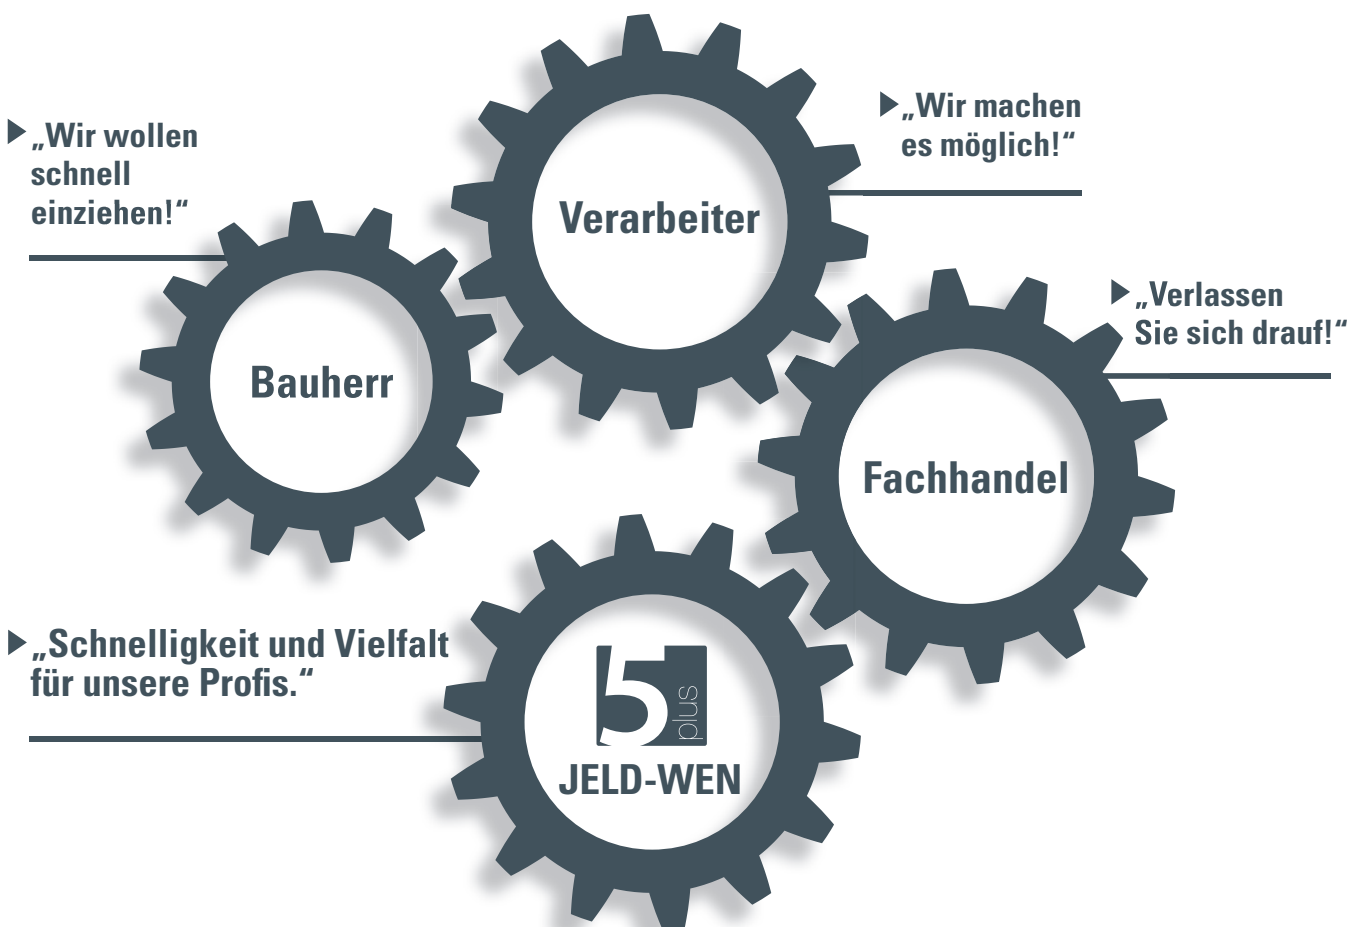 „Wir wollen
schnell
einziehen!“
„Wir machen
es möglich!“
Verarbeiter
„Verlassen
Sie sich drauf!“
Bauherr
Fachhandel
„Schnelligkeit und Vielfalt
für unsere Profis.“
5
plus
JELD-WEN